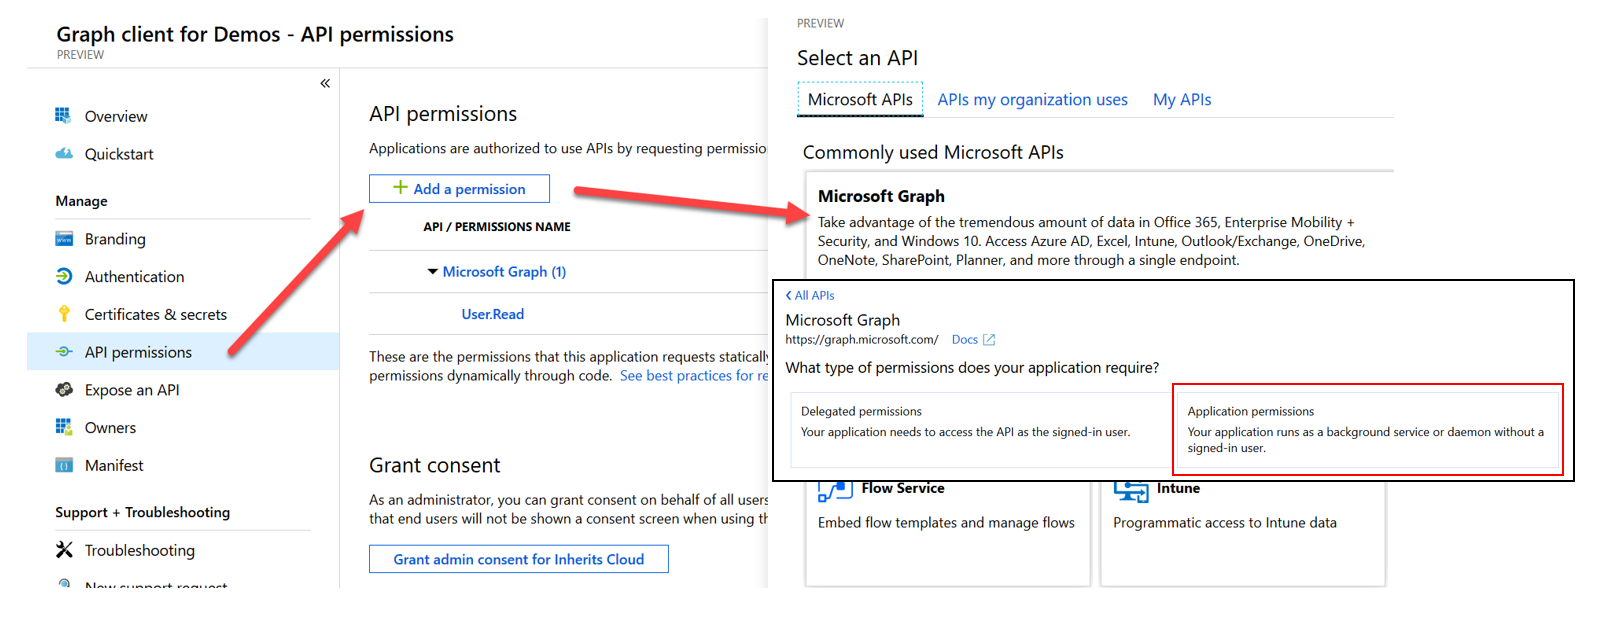 Graph client for Demos - API permissions
PREVIEW
«
Overview
Quickstart
Manage
Branding
Authentication
Certificates & secrets
API permissions
Expose an API
Owners
Manifest
Support + Troubleshooting
Troubleshooting
New support request
API permissions
Applications are authorized to use APIs by requesting permissio
+ Add a permission
API / PERMISSIONS NAME
Microsoft Graph (1)
User.Read
These are the permissions that this application requests statically
permissions dynamically through code. See best practices for re
Grant consent
As an administrator, you can grant consent on behalf of all users
that end users will not be shown a consent screen when using th
Grant admin consent for Inherits Cloud
PREVIEW
Select an API
Microsoft APIs APIs my organization uses My APIs
Commonly used Microsoft APIs
Microsoft Graph
Take advantage of the tremendous amount of data in Office 365, Enterprise Mobility +
Security, and Windows 10. Access Azure AD, Excel, Intune, Outlook/Exchange, OneDrive,
OneNote, SharePoint, Planner, and more through a single endpoint.
All APIs
Microsoft Graph
https://graph.microsoft.com/ Docs
What type of permissions does your application require?
Delegated permissions
Your application needs to access the API as the signed-in user.
Application permissions
Your application runs as a background service or daemon without a
signed-in user.
Flow Service
Embed flow templates and manage flows
Intune
Programmatic access to Intune data